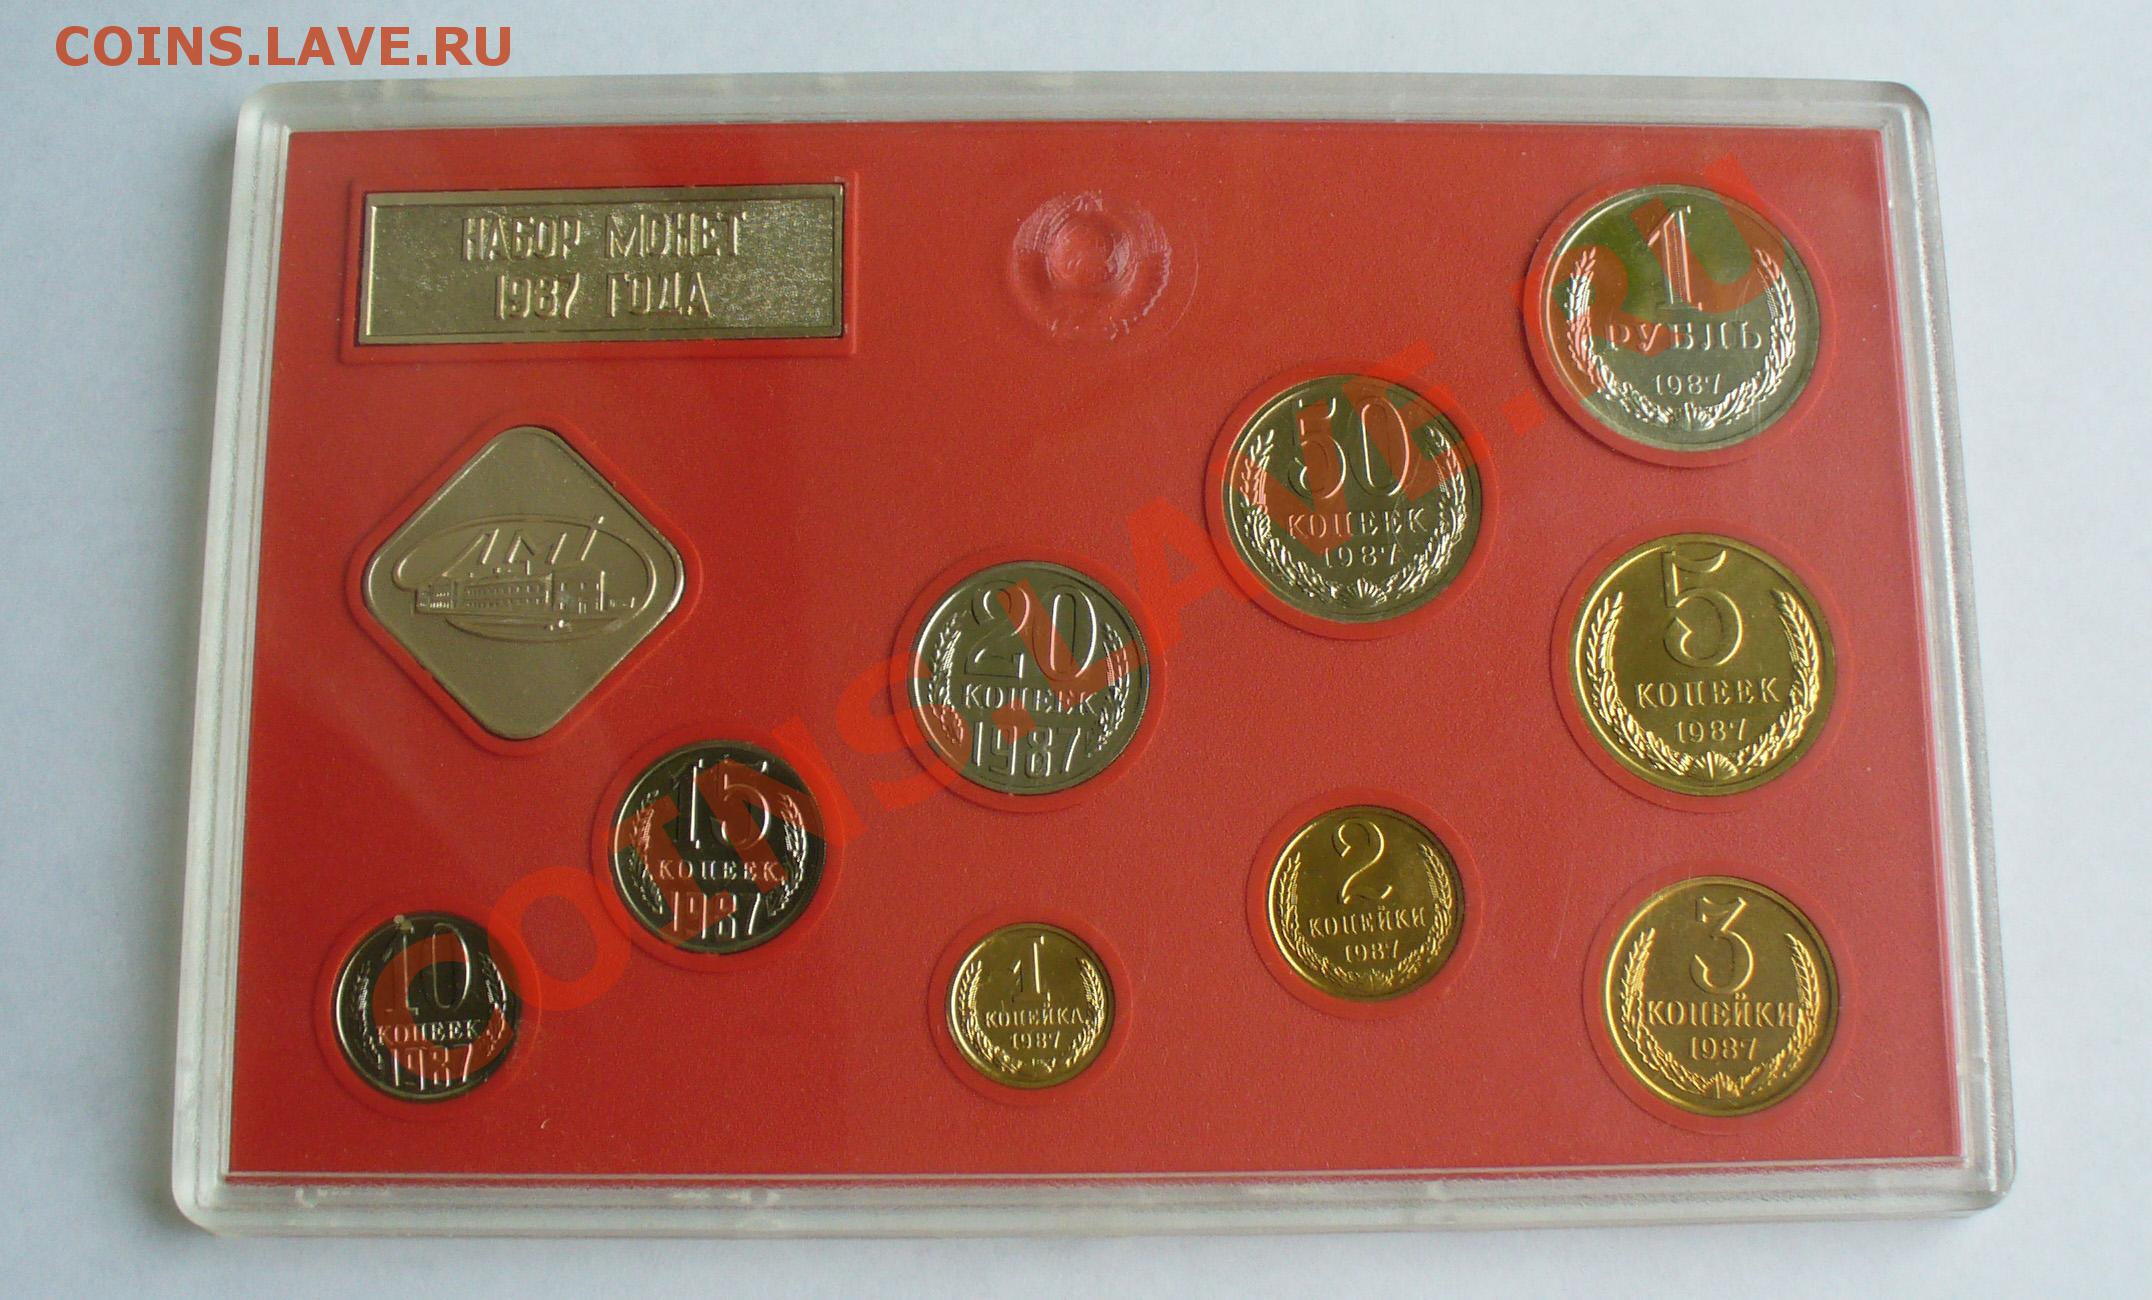 COINS.LAVE.RU
НАБОР МОНЕТ
1987 ГОДА
1
РУБЛЬ
1987
50
КОПЕЕК
1987
ЛМД
20
КОПЕЕК
1987
5
КОПЕЕК
1987
15
КОПЕЕК
1987
2
КОПЕЙКИ
1987
3
КОПЕЙКИ
1987
10
КОПЕЕК
1987
1
КОПЕЙКА
1987
COINS.LAVE.RU